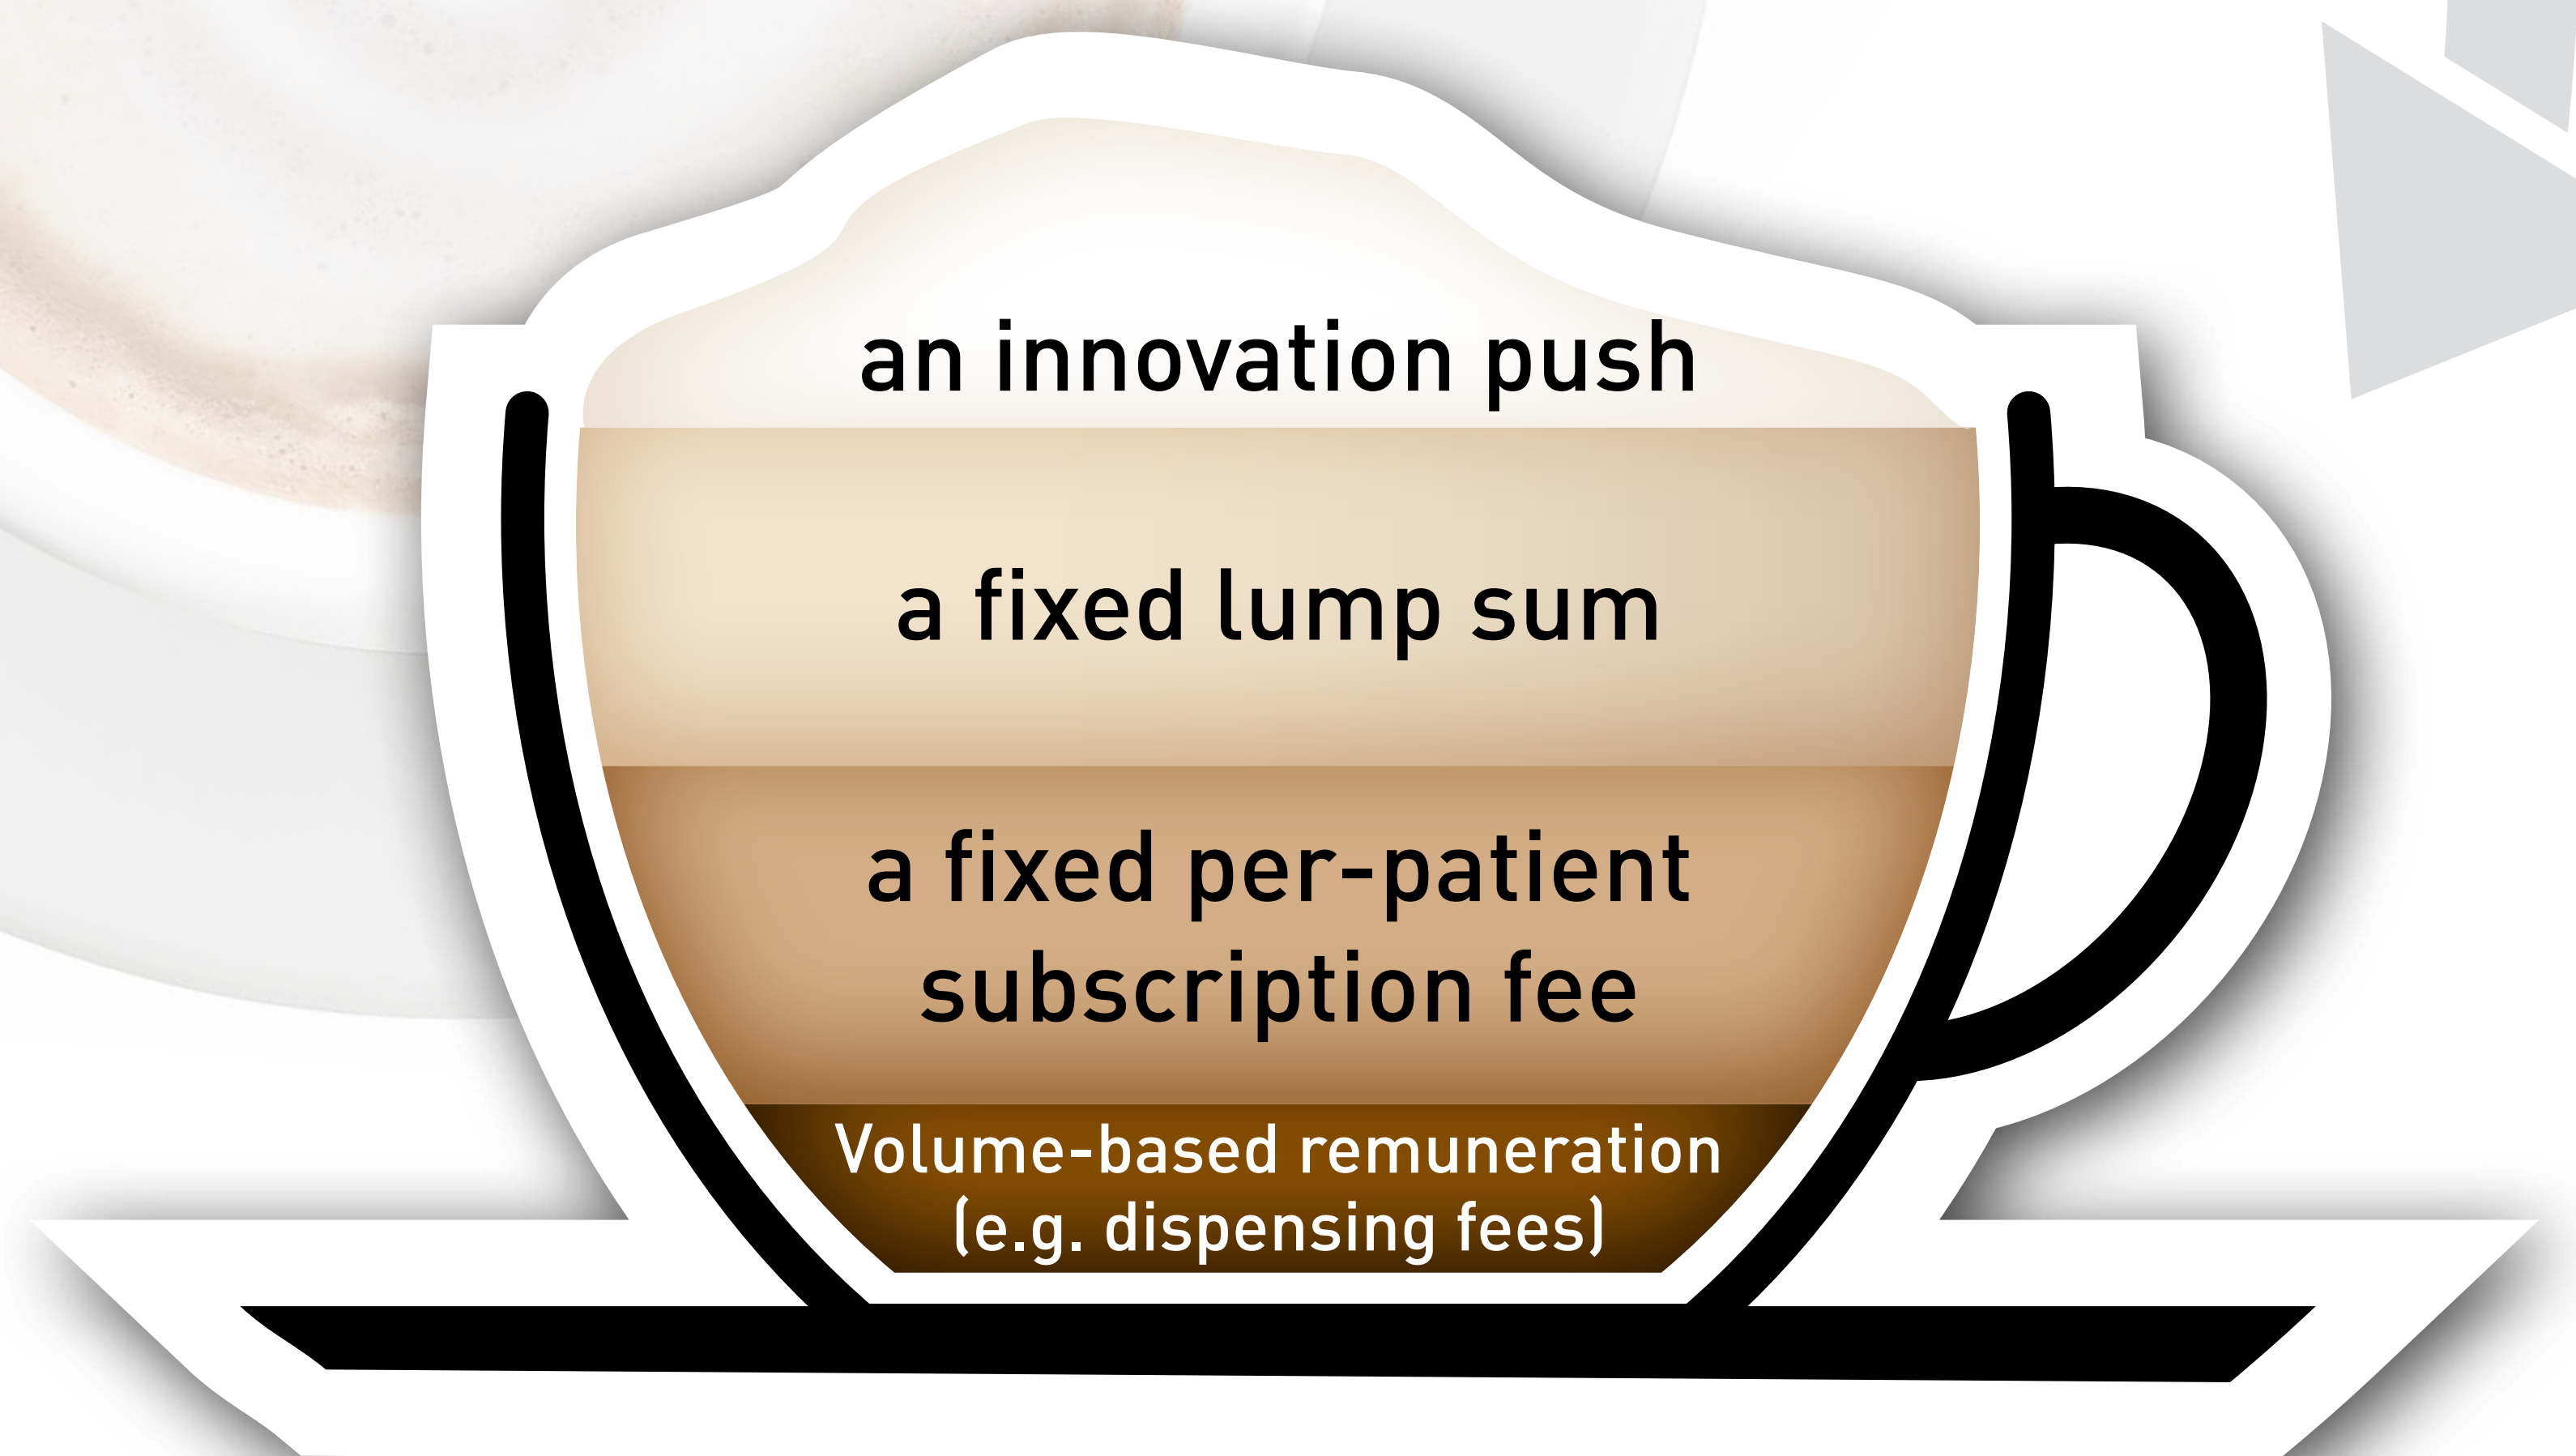 an innovation push
a fixed lump sum
a fixed per-patient
subscription fee
Volume-based remuneration
(e.g. dispensing fees)